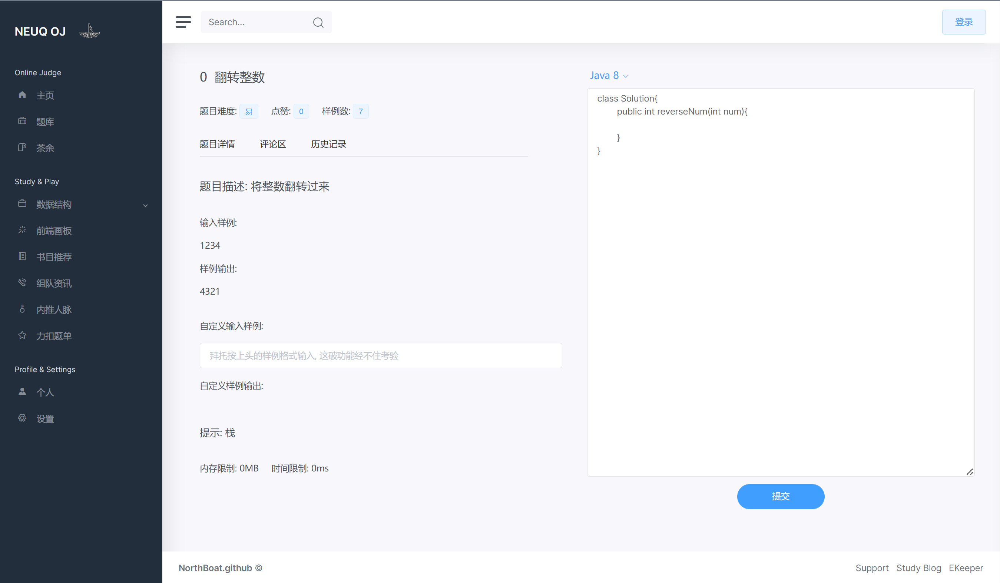 NEUQ OJ
Online Judge
主页
题库
茶余
Study & Play
数据结构
前端画板
书目推荐
组队资讯
内推人脉
力扣题单
Profile & Settings
个人
设置
Search...
登录
0 翻转整数
题目难度: 易 点赞: 0 样例数: 7
题目详情 评论区 历史记录
题目描述: 将整数翻转过来
输入样例:
1234
样例输出:
4321
自定义输入样例:
拜托按上头的样例格式输入, 这破功能经不住考验
自定义样例输出:
提示: 栈
内存限制: 0MB 时间限制: 0ms
Java 8
class Solution{
public int reverseNum(int num){
}
}
提交
NorthBoat.github ©
Support Study Blog EKeeper